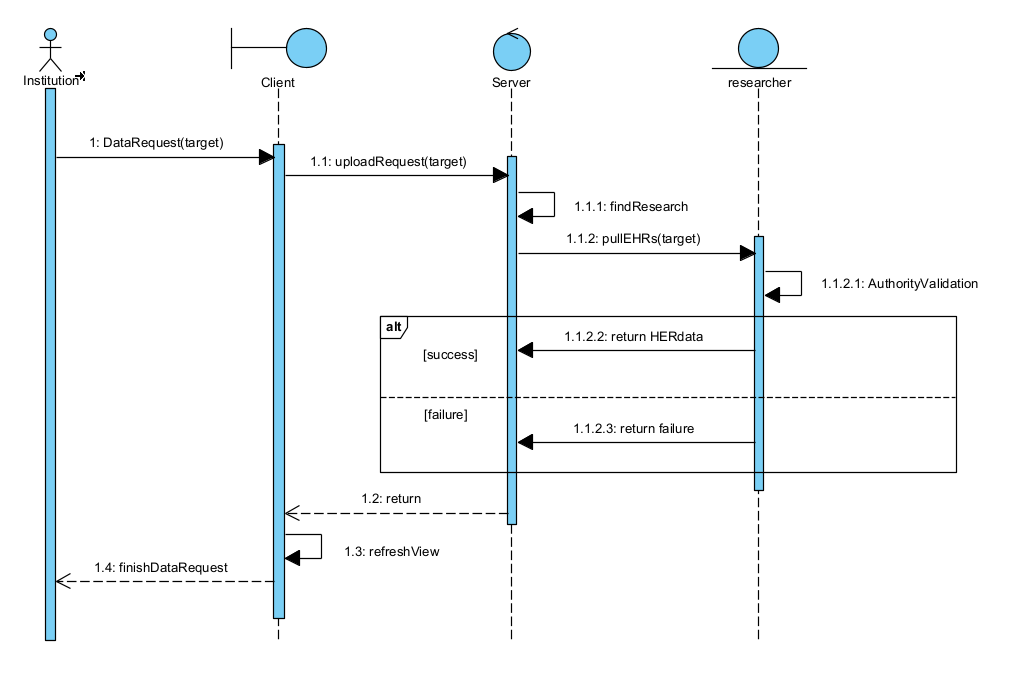 Institution
Client
Server
researcher
1: DataRequest(target)
1.1: uploadRequest(target)
1.1.1: findResearch
1.1.2: pullEHRs(target)
1.1.2.1: AuthorityValidation
alt
1.1.2.2: return HERdata
[success]
[failure]
1.1.2.3: return failure
1.2: return
1.3: refreshView
1.4: finishDataRequest